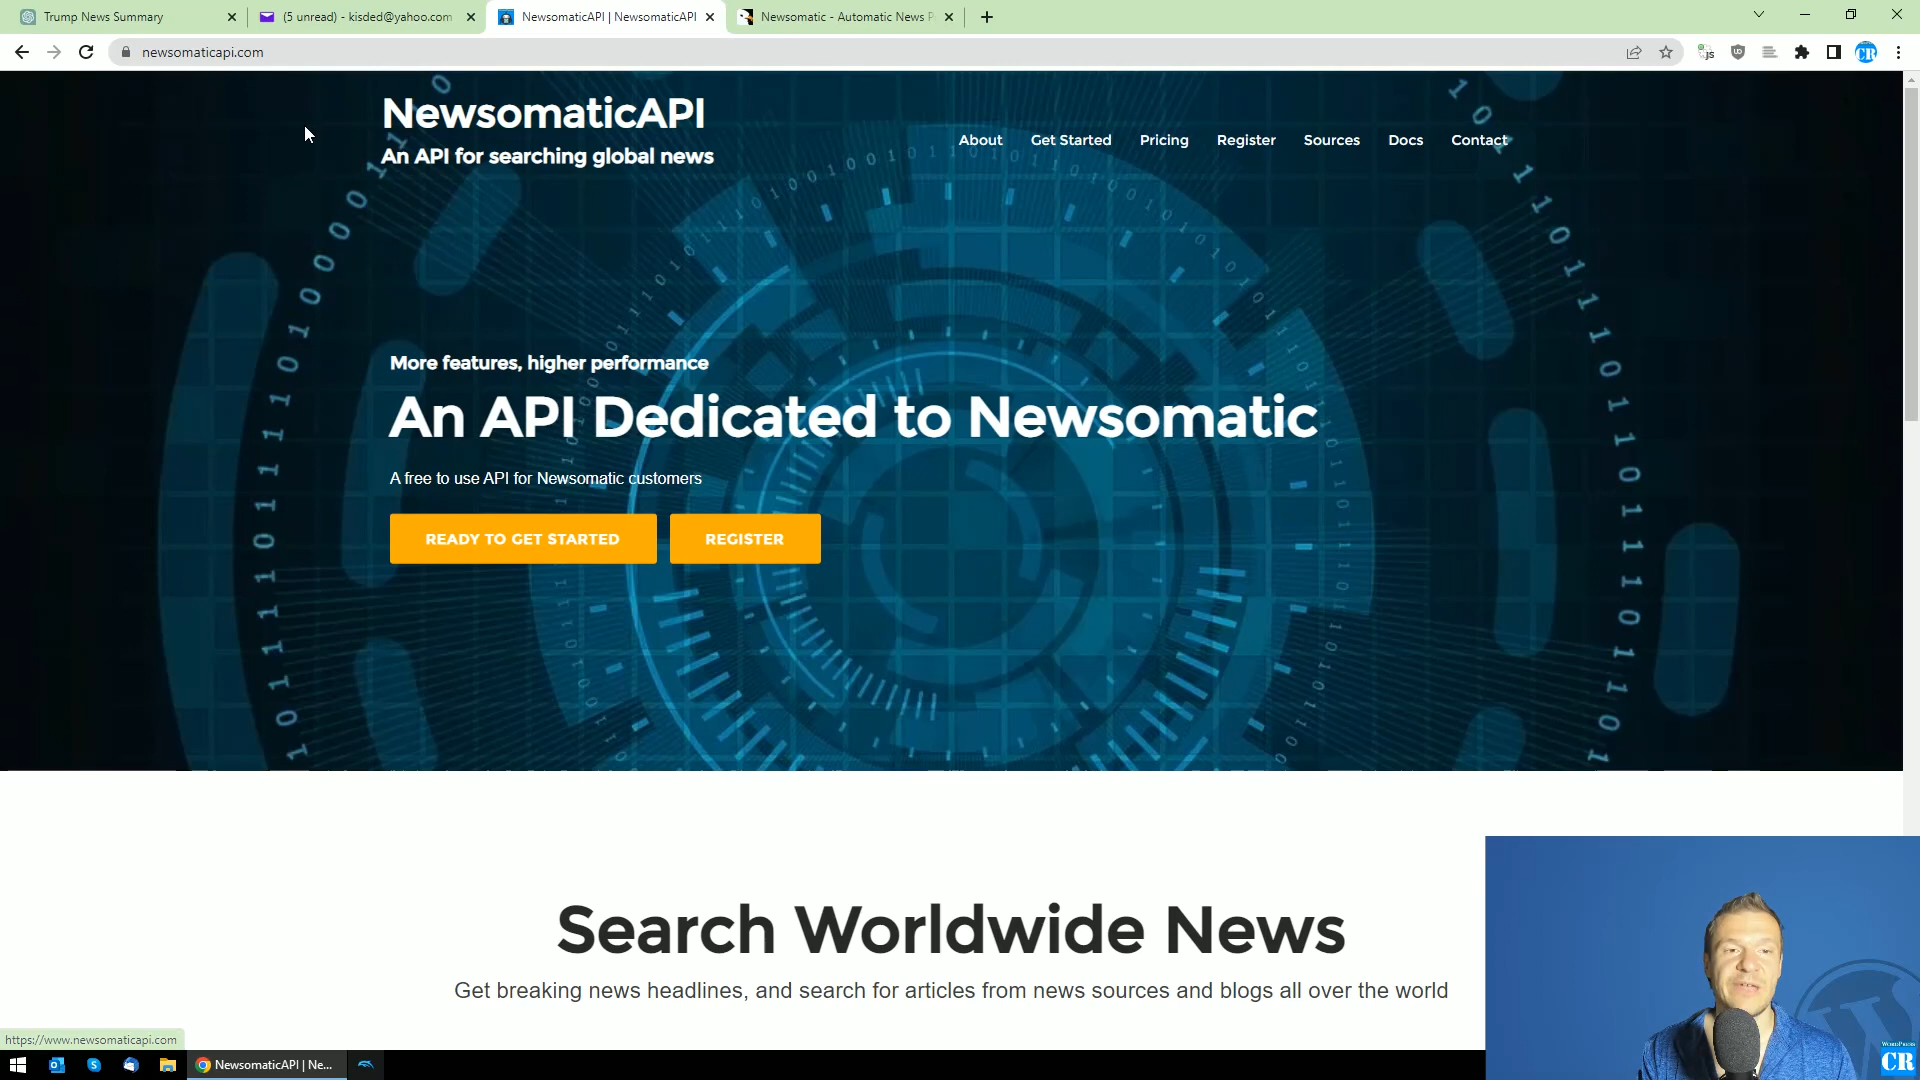 Trump News Summary
(5 unread) - kisded@yahoo.com
NewsomaticAPI | NewsomaticAPI
Newsomatic - Automatic News P
newsomaticapi.com
JS
CR
NewsomaticAPI
An API for searching global news
About
Get Started
Pricing
Register
Sources
Docs
Contact
More features, higher performance
An API Dedicated to Newsomatic
A free to use API for Newsomatic customers
READY TO GET STARTED
REGISTER
Search Worldwide News
Get breaking news headlines, and search for articles from news sources and blogs all over the world
https://www.newsomaticapi.com
NewsomaticAPI | Ne...
WORDPRESS
CR